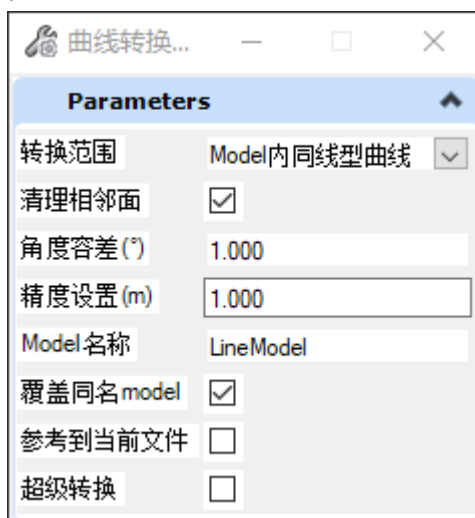 曲线转换...
Parameters
转换范围 Model内同线型曲线
清理相邻面
角度容差(°) 1.000
精度设置(m) 1.000
Model名称 LineModel
覆盖同名model
参考到当前文件
超级转换